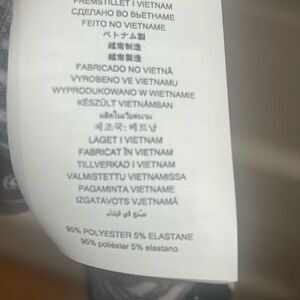 FREMSTILLET I VIETNAM
СДЕЛАНО ВО ВЬЕТНАМЕ
FEITO NO VIETNAME
ベトナム製
越南制造
越南製造
FABRICADO NO VIETNÃ
VYROBENO VE VIETNAMU
WYPRODUKOWANO W WIETNAMIE
KÉSZÜLT VIETNÁMBAN
ผลิตในเวียดนาม
제조국: 베트남
LAGET I VIETNAM
FABRICAT ÎN VIETNAM
TILLVERKAD I VIETNAM
VALMISTETTU VIETNAMISSA
PAGAMINTA VIETNAME
IZGATAVOTS VJETNAMĀ
صنع في فيتنام
95% POLYESTER 5% ELASTANE
95% poliéster 5% elastano